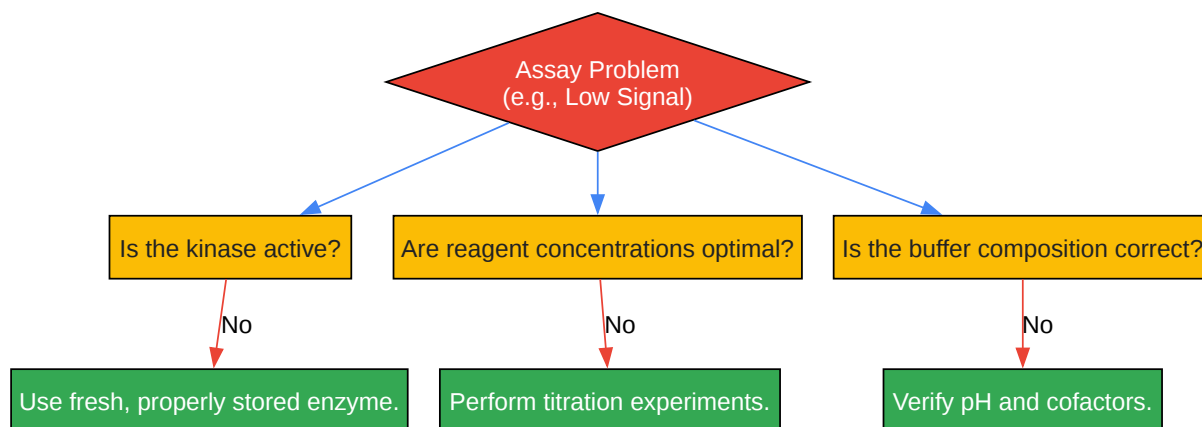 Assay Problem
(e.g., Low Signal)
Is the kinase active?
Are reagent concentrations optimal?
Is the buffer composition correct?
No
No
No
Use fresh, properly stored enzyme.
Perform titration experiments.
Verify pH and cofactors.